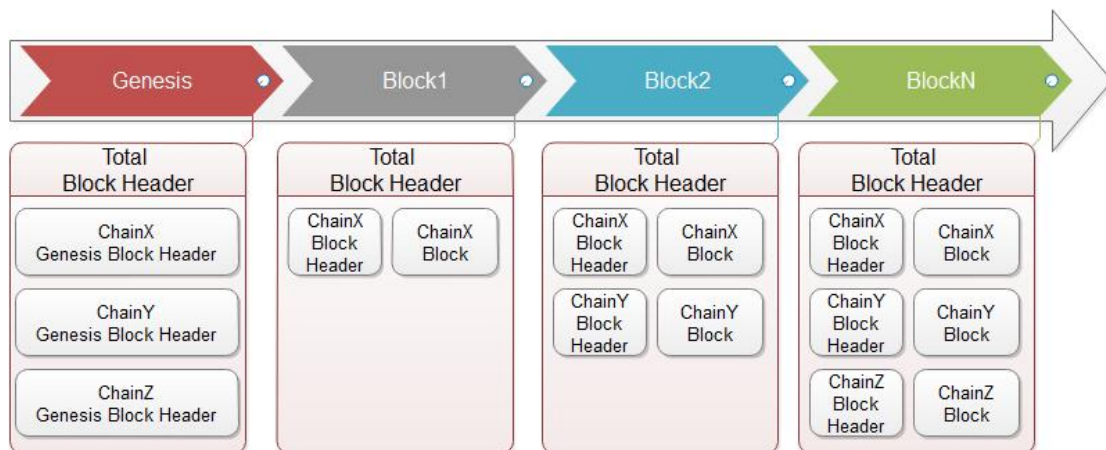 Genesis
Block1
Block2
BlockN
Total
Block Header
ChainX
Genesis Block Header
ChainY
Genesis Block Header
ChainZ
Genesis Block Header
Total
Block Header
ChainX
Block
Header
ChainX
Block
Total
Block Header
ChainX
Block
Header
ChainX
Block
ChainY
Block
Header
ChainY
Block
Total
Block Header
ChainX
Block
Header
ChainX
Block
ChainY
Block
Header
ChainY
Block
ChainZ
Block
Header
ChainZ
Block